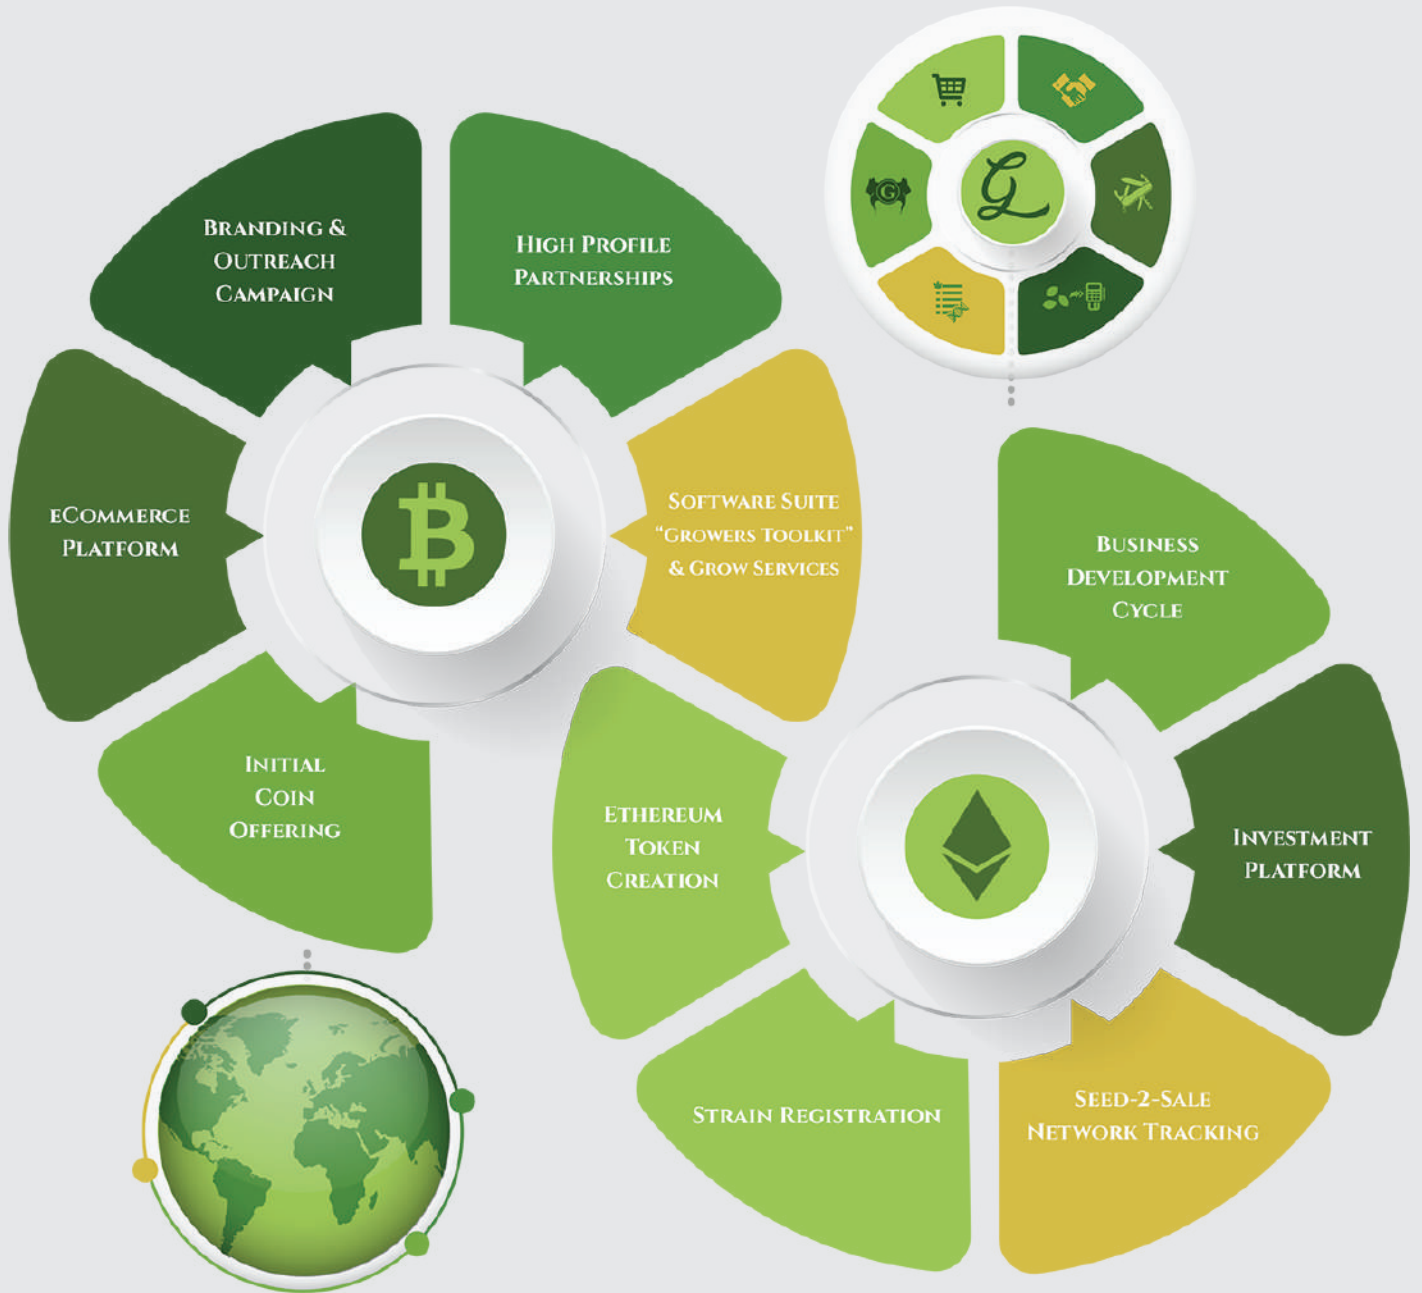 BRANDING &
OUTREACH
CAMPAIGN
HIGH PROFILE
PARTNERSHIPS
ECOMMERCE
PLATFORM
SOFTWARE SUITE
“GROWERS TOOLKIT”
& GROW SERVICES
INITIAL
COIN
OFFERING
BUSINESS
DEVELOPMENT
CYCLE
ETHEREUM
TOKEN
CREATION
INVESTMENT
PLATFORM
STRAIN REGISTRATION
SEED-2-SALE
NETWORK TRACKING